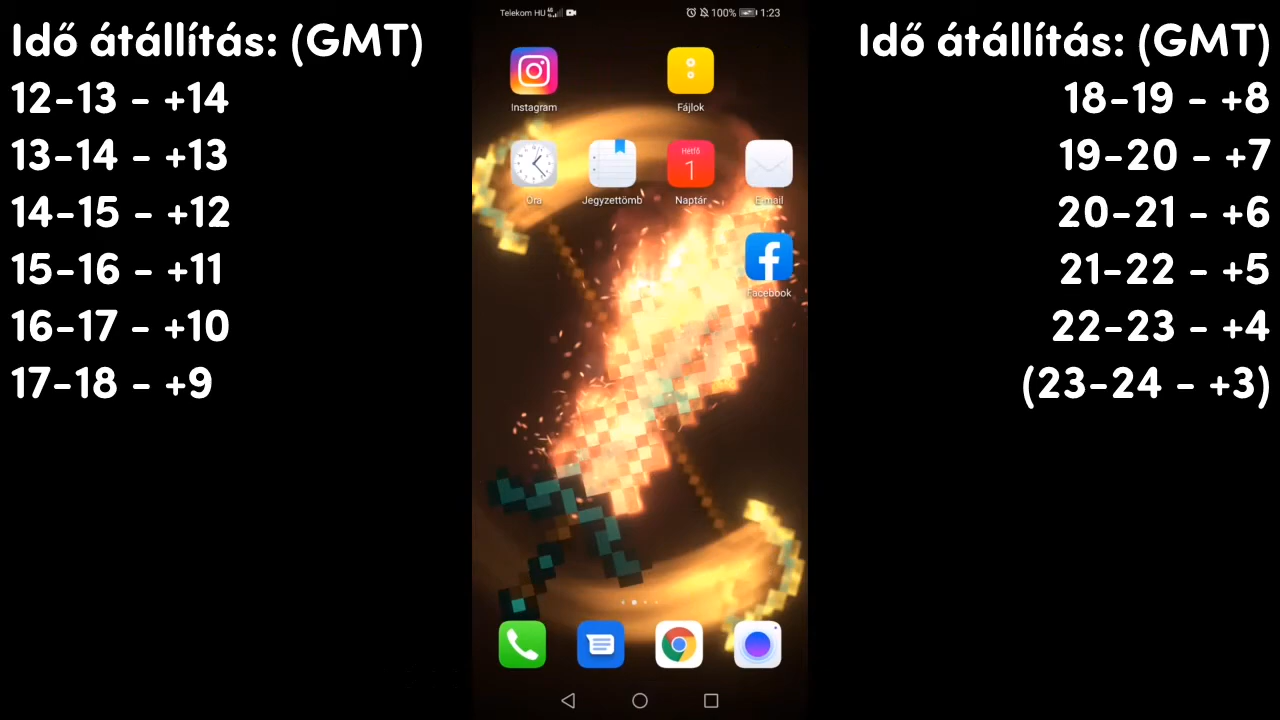 Idő átállítás: (GMT)
12-13 - +14
13-14 - +13
14-15 - +12
15-16 - +11
16-17 - +10
17-18 - +9
Telekom HU
100%
1:23
Instagram
Fájlok
Hétfő
1
Óra
Jegyzettömb
Naptár
E-mail
Facebook
Idő átállítás: (GMT)
18-19 - +8
19-20 - +7
20-21 - +6
21-22 - +5
22-23 - +4
(23-24 - +3)